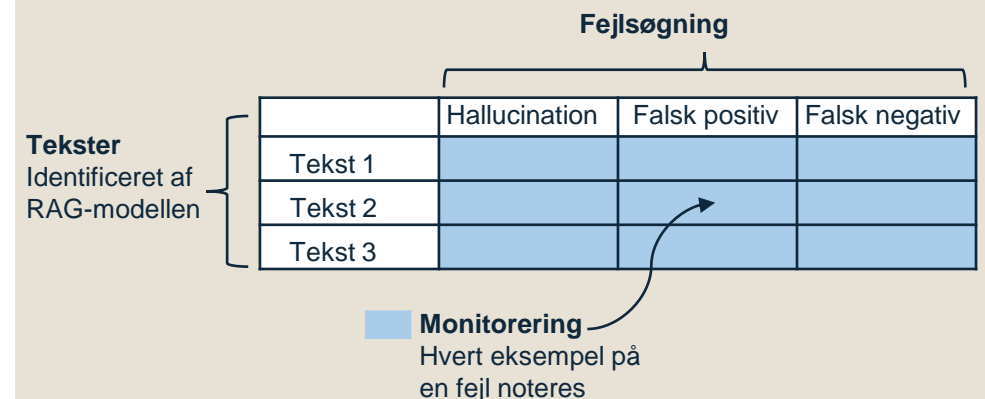 Fejlsøgning
Hallucination Falsk positiv Falsk negativ
Tekster
Identificeret af
RAG-modellen
Tekst 1
Tekst 2
Tekst 3
Monitorering
Hvert eksempel på
en fejl noteres